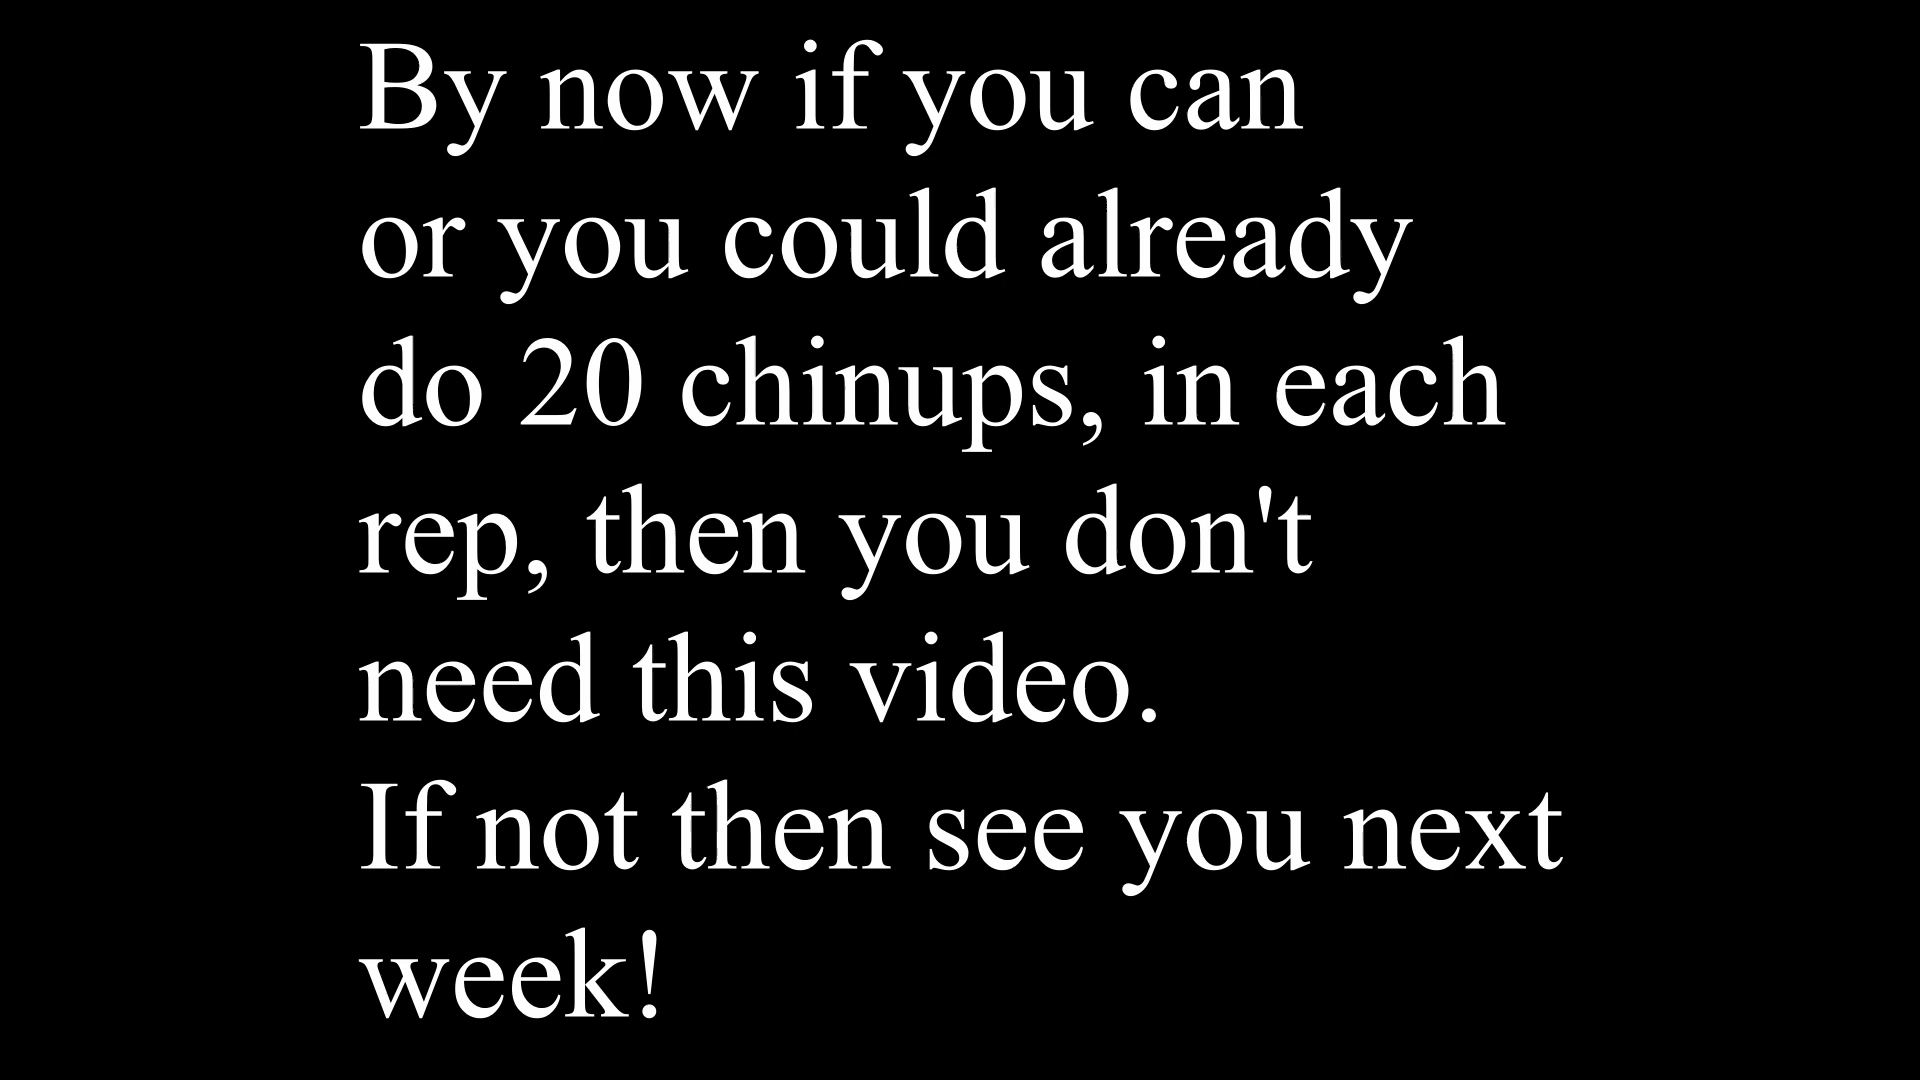 By now if you can
or you could already
do 20 chinups, in each
rep, then you don't
need this video.
If not then see you next
week!